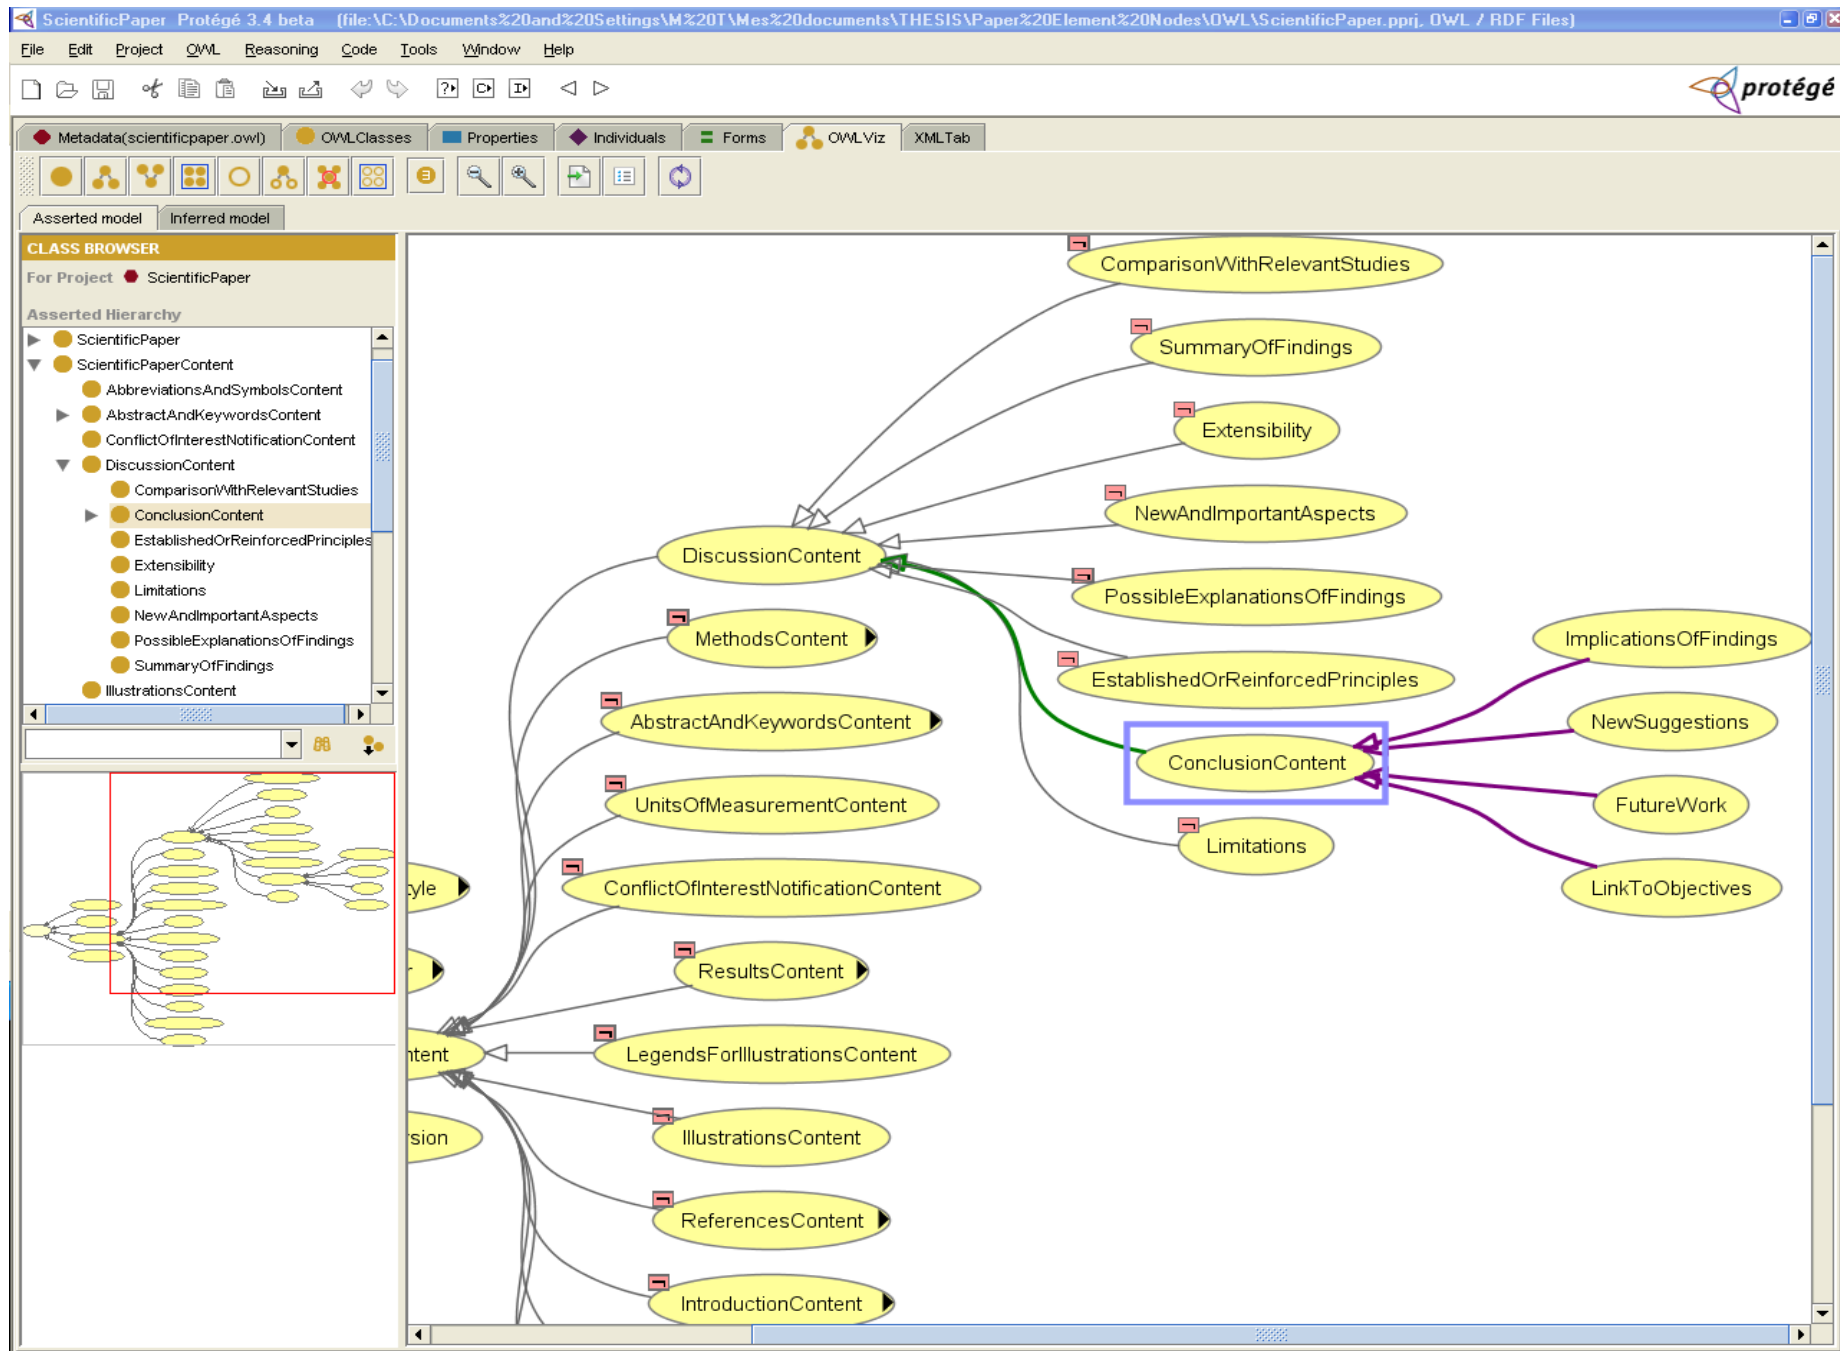 ScientificPaper Protégé 3.4 beta (file:\C:\Documents%20and%20Settings\M%20T\Mes%20documents\THESIS\Paper%20Element%20Nodes\OWL\ScientificPaper.pprj, OWL / RDF Files)
File Edit Project OWL Reasoning Code Tools Window Help
protégé
Metadata(scientificpaper.owl) OWLClasses Properties Individuals Forms OWLViz XMLTab
Asserted model Inferred model
CLASS BROWSER
For Project ScientificPaper
Asserted Hierarchy
ScientificPaper
ScientificPaperContent
AbbreviationsAndSymbolsContent
AbstractAndKeywordsContent
ConflictOfInterestNotificationContent
DiscussionContent
ComparisonWithRelevantStudies
ConclusionContent
EstablishedOrReinforcedPrinciples
Extensibility
Limitations
NewAndImportantAspects
PossibleExplanationsOfFindings
SummaryOfFindings
IllustrationsContent
ComparisonWithRelevantStudies
SummaryOfFindings
Extensibility
NewAndImportantAspects
DiscussionContent
PossibleExplanationsOfFindings
MethodsContent
ImplicationsOfFindings
EstablishedOrReinforcedPrinciples
AbstractAndKeywordsContent
NewSuggestions
ConclusionContent
UnitsOfMeasurementContent
FutureWork
Limitations
tyle
ConflictOfInterestNotificationContent
LinkToObjectives
r
ResultsContent
ntent
LegendsForIllustrationsContent
rsion
IllustrationsContent
ReferencesContent
IntroductionContent